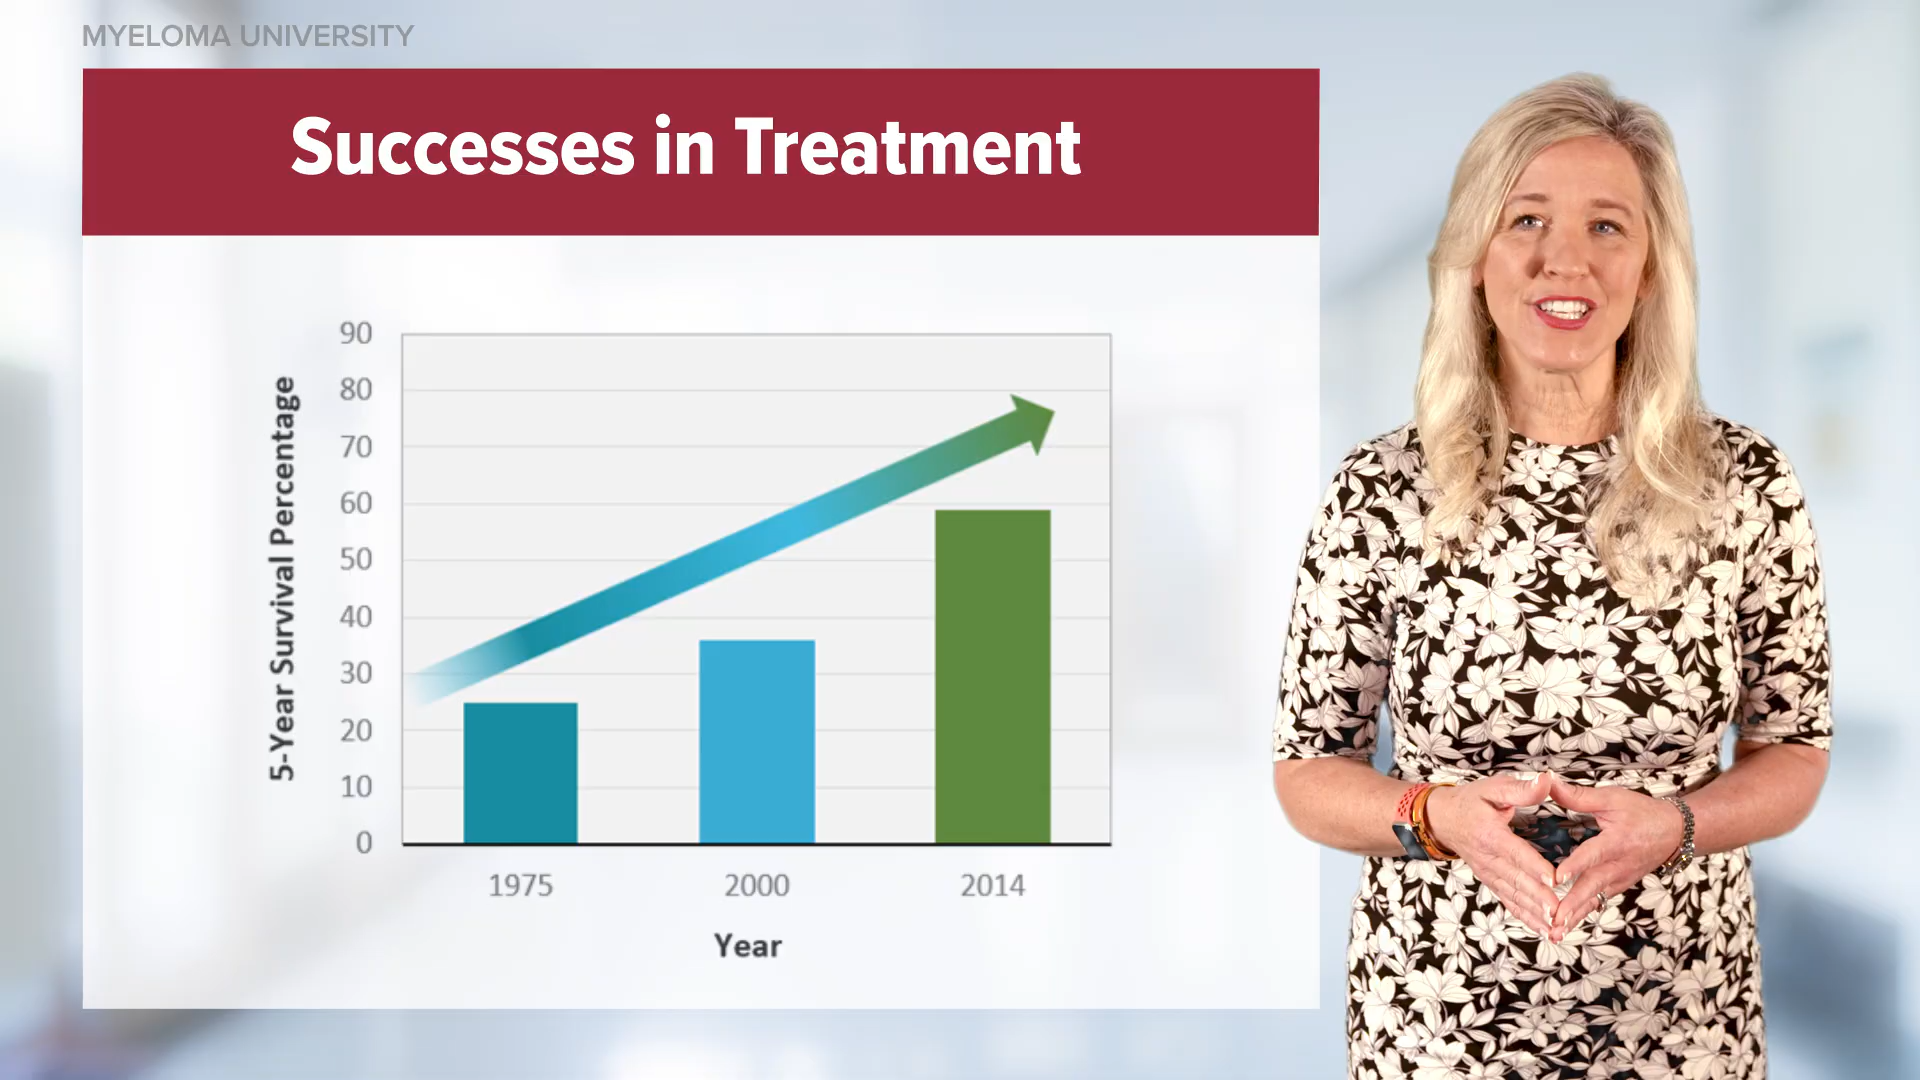 MYELOMA UNIVERSITY
Successes in Treatment
5-Year Survival Percentage
90
80
70
60
50
40
30
20
10
0
1975 2000 2014
Year